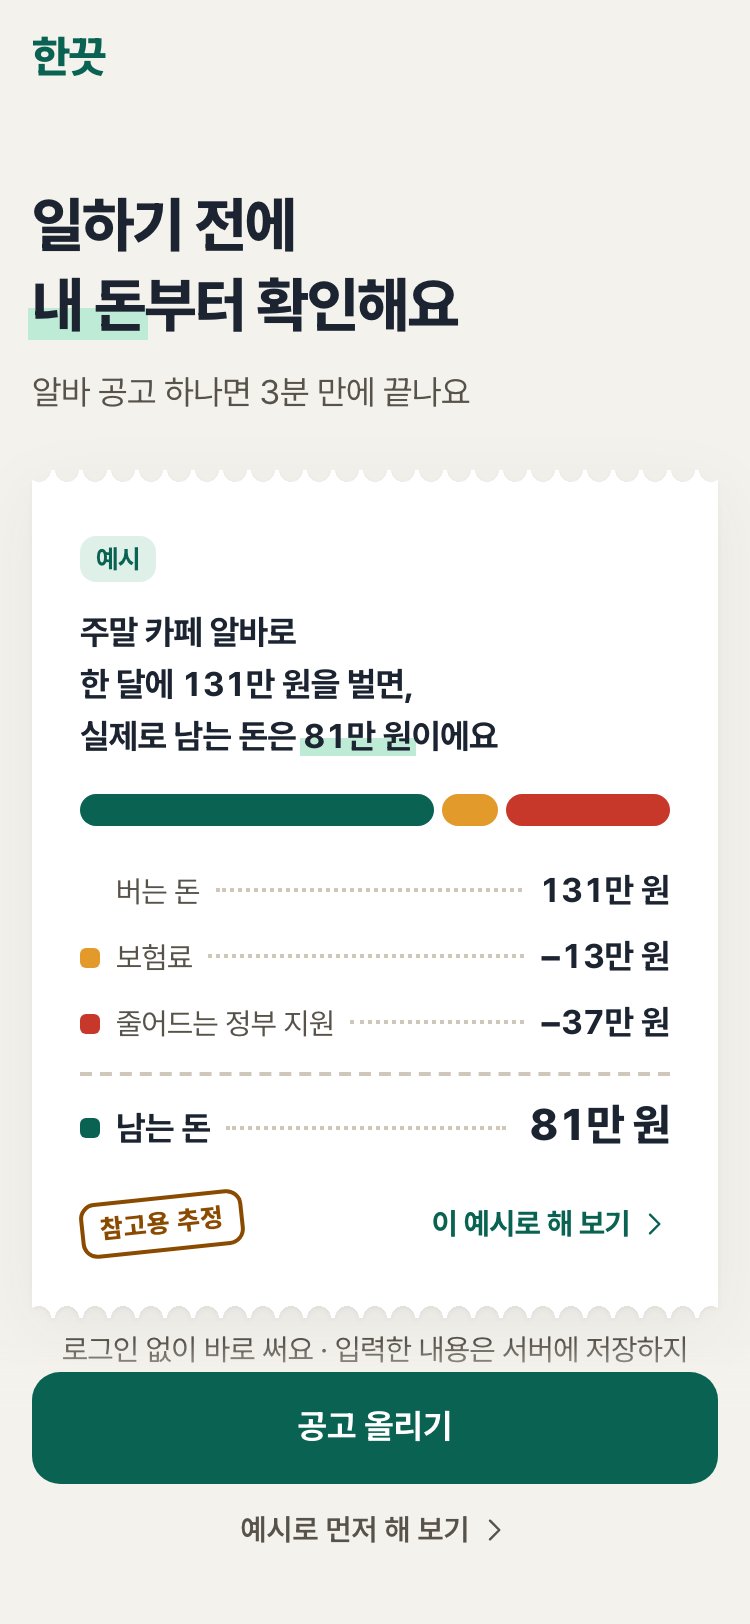 한끗
일하기 전에
내 돈부터 확인해요
알바 공고 하나면 3분 만에 끝나요
예시
주말 카페 알바로
한 달에 131만 원을 벌면,
실제로 남는 돈은 81만 원이에요
버는 돈 131만 원
보험료 −13만 원
줄어드는 정부 지원 −37만 원
남는 돈 81만 원
참고용 추정
이 예시로 해 보기
로그인 없이 바로 써요 · 입력한 내용은 서버에 저장하지
공고 올리기
예시로 먼저 해 보기